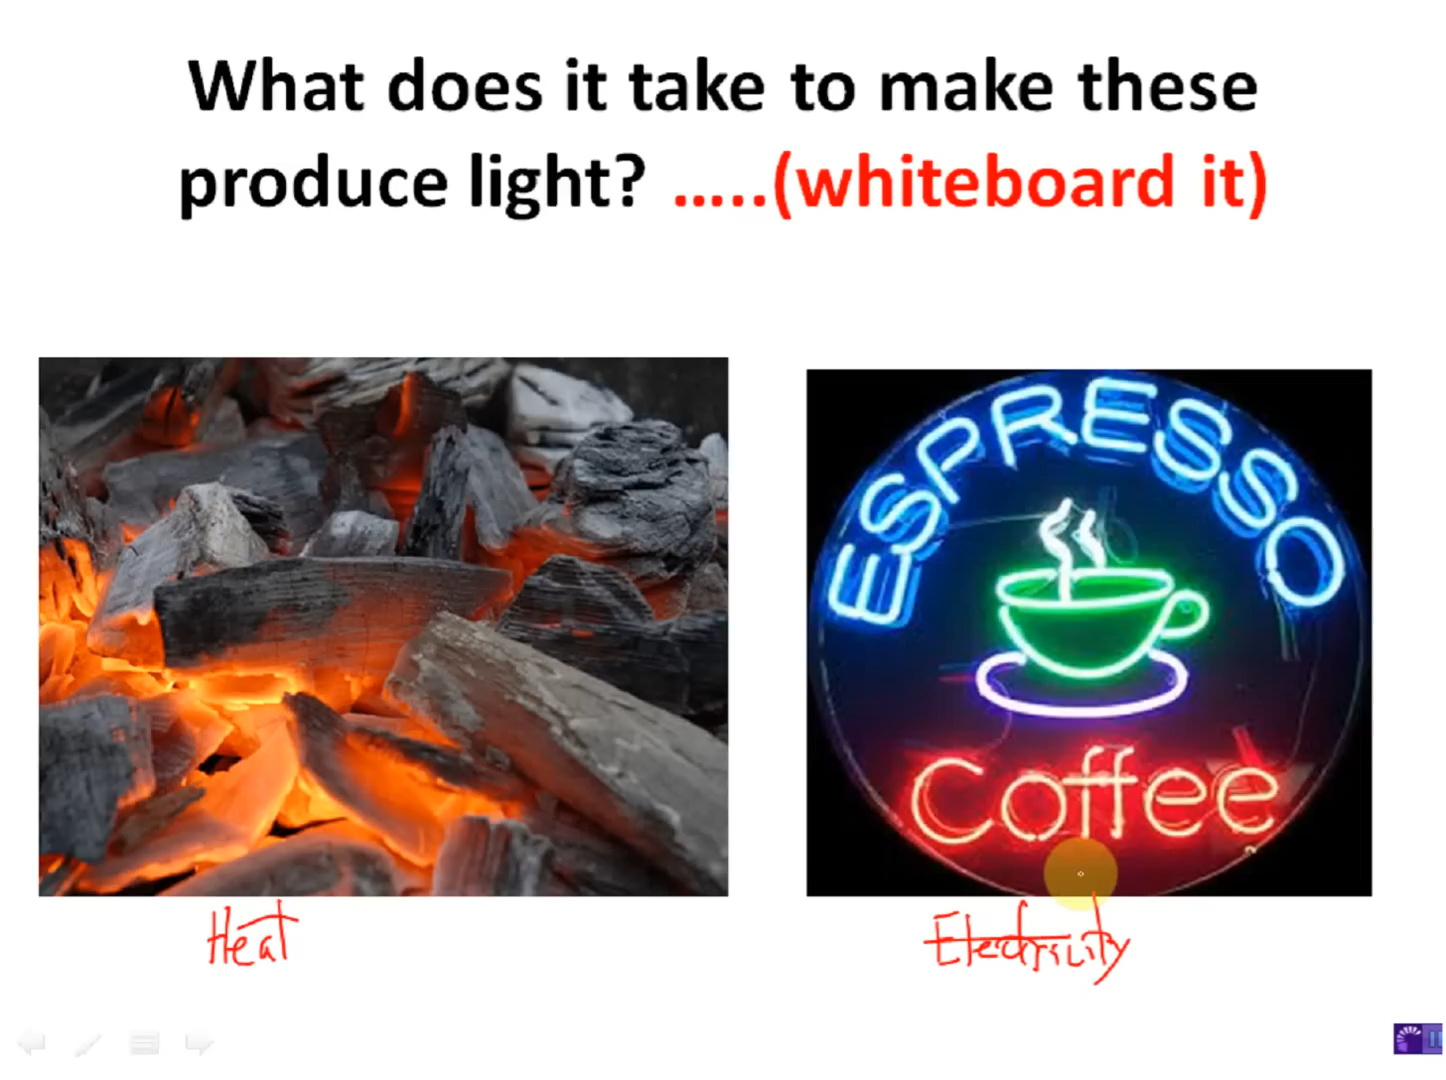 What does it take to make these
produce light? .....(whiteboard it)
ESPRESSO
Coffee
Heat
Electricity